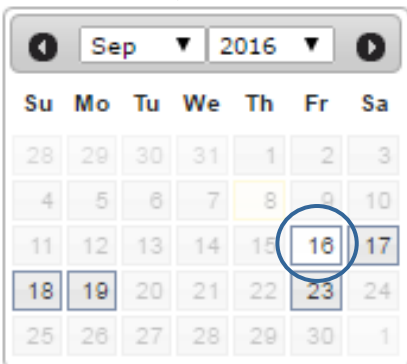 Sep 2016
Su Mo Tu We Th Fr Sa
28 29 30 31 1 2 3
4 5 6 7 8 9 10
11 12 13 14 15 16 17
18 19 20 21 22 23 24
25 26 27 28 29 30 1